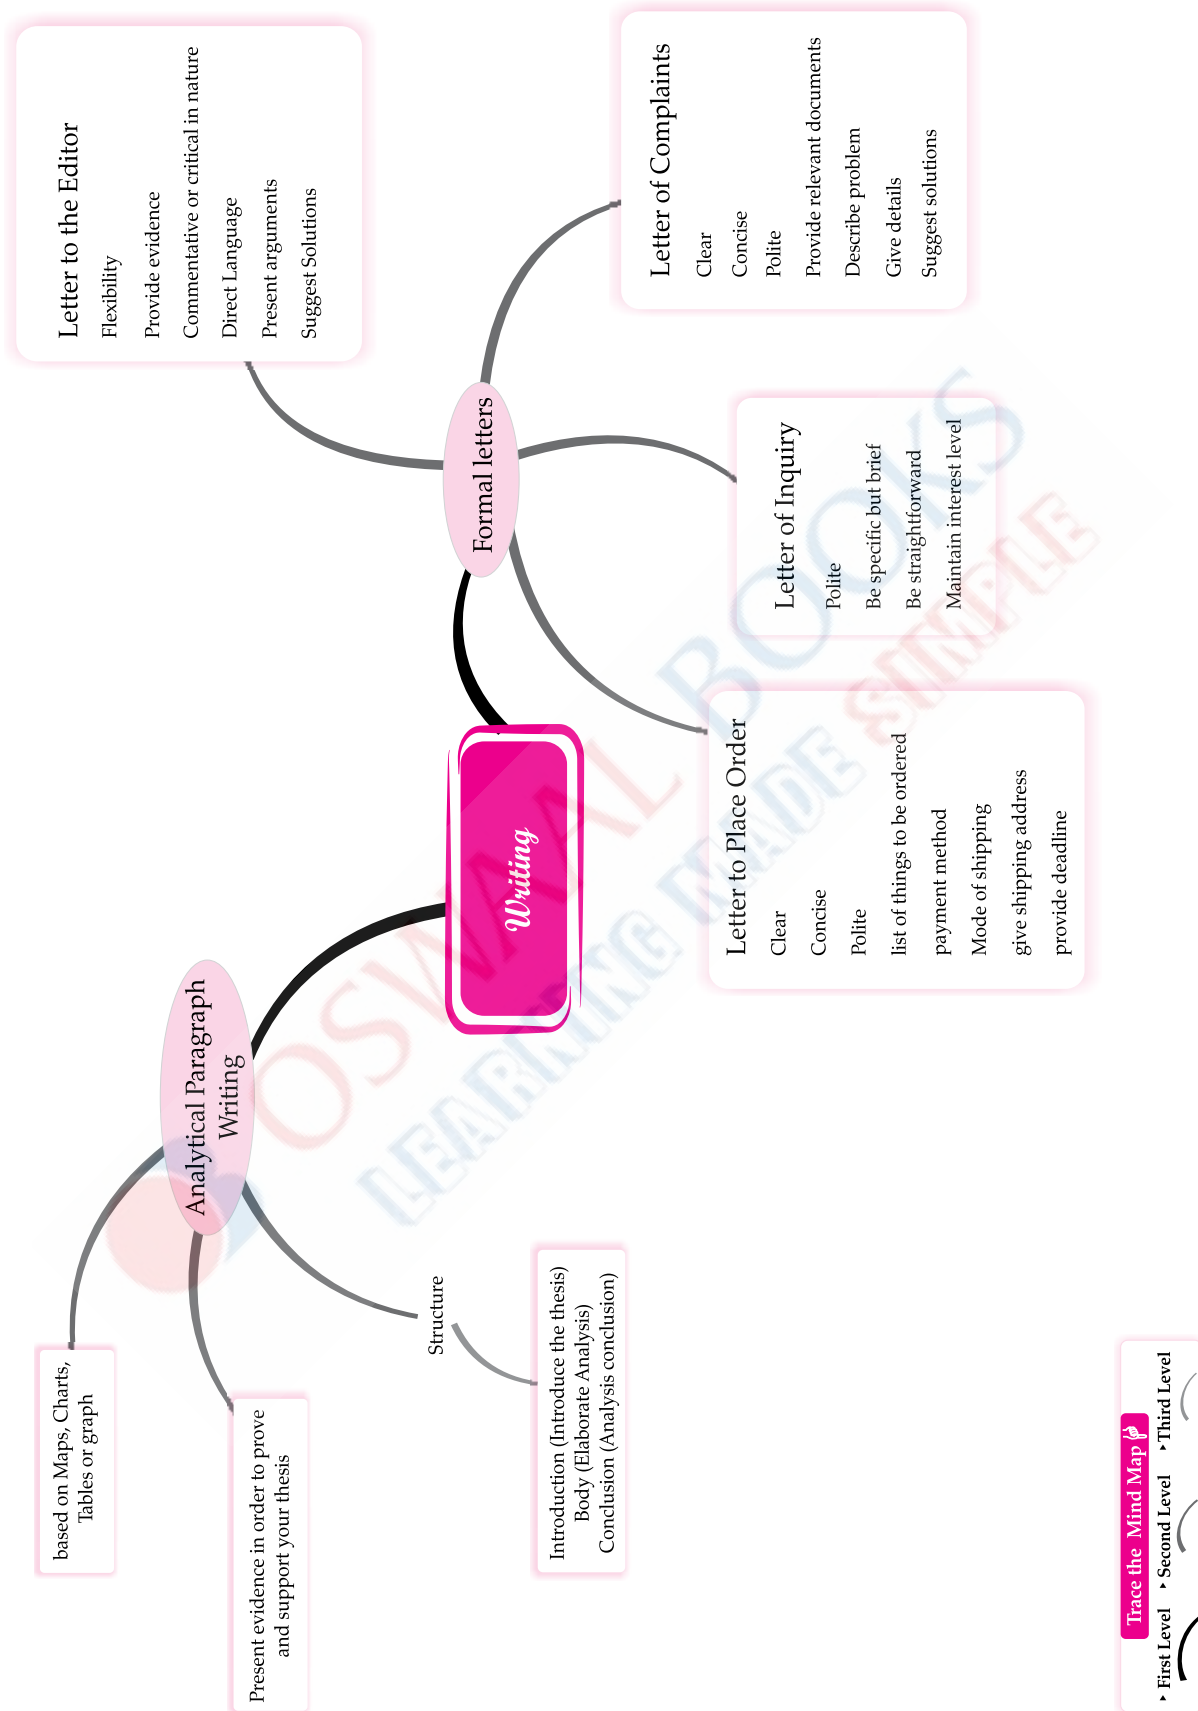 Writing
Analytical Paragraph
Writing
based on Maps, Charts,
Tables or graph
Present evidence in order to prove
and support your thesis
Structure
Introduction (Introduce the thesis)
Body (Elaborate Analysis)
Conclusion (Analysis conclusion)
Formal letters
Letter to the Editor
Flexibility
Provide evidence
Commentative or critical in nature
Direct Language
Present arguments
Suggest Solutions
Letter of Complaints
Clear
Concise
Polite
Provide relevant documents
Describe problem
Give details
Suggest solutions
Letter of Inquiry
Polite
Be specific but brief
Be straightforward
Maintain interest level
Letter to Place Order
Clear
Concise
Polite
list of things to be ordered
payment method
Mode of shipping
give shipping address
provide deadline
Trace the Mind Map
First Level Second Level Third Level
OSWAAL BOOKS
LEARNING MADE SIMPLE